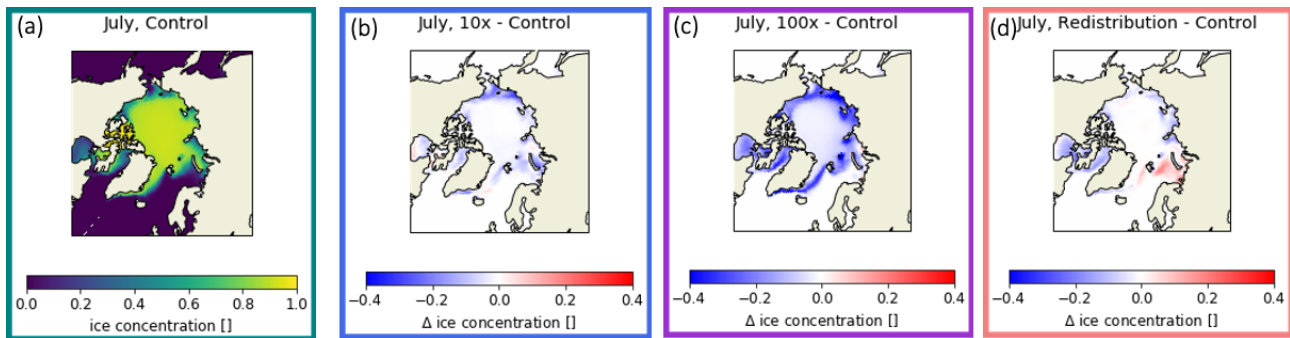 (a)
July, Control
0.0 0.2 0.4 0.6 0.8 1.0
ice concentration []
(b)
July, 10x - Control
−0.4 −0.2 0.0 0.2 0.4
Δ ice concentration []
(c)
July, 100x - Control
−0.4 −0.2 0.0 0.2 0.4
Δ ice concentration []
(d)July, Redistribution - Control
−0.4 −0.2 0.0 0.2 0.4
Δ ice concentration []